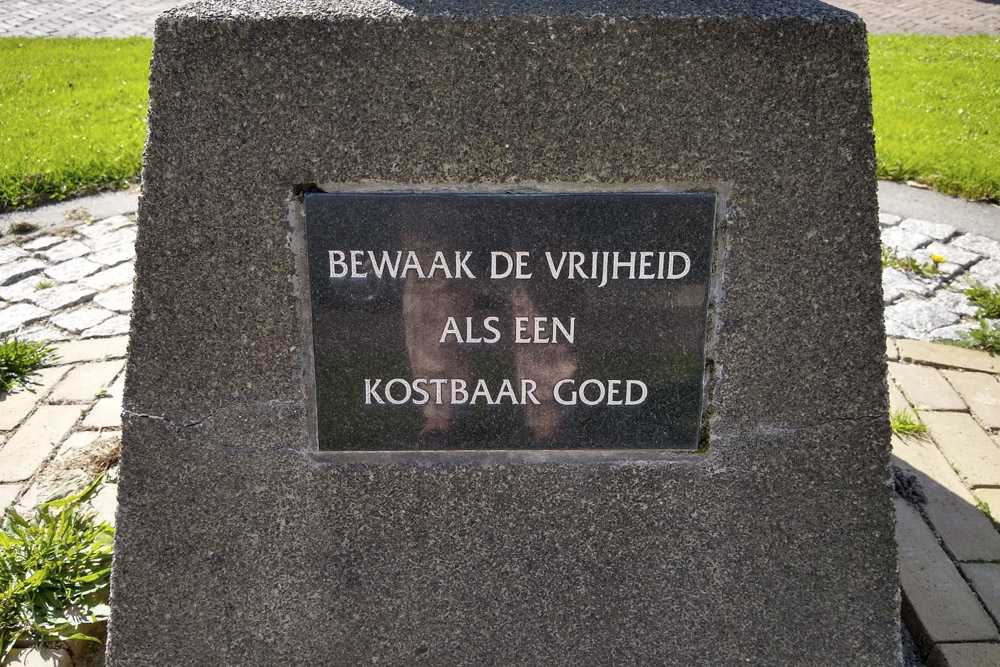 BEWAAK DE VRIJHEID
ALS EEN
KOSTBAAR GOED